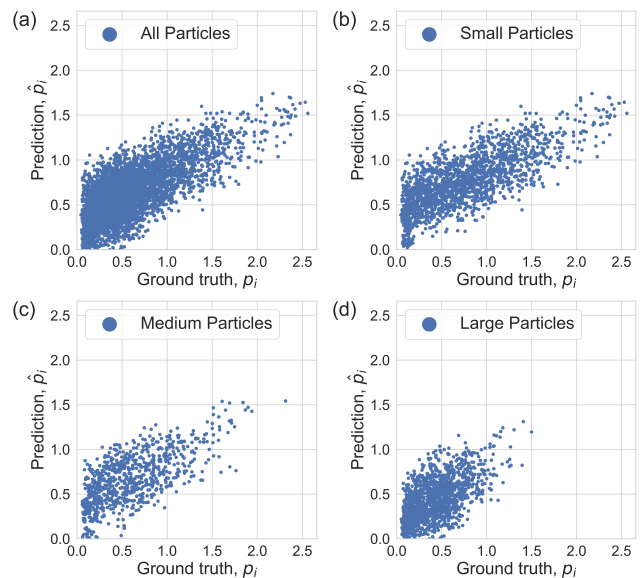 (a)
All Particles
2.5
2.0
1.5
1.0
0.5
0.0
Prediction, p̂ᵢ
0.0 0.5 1.0 1.5 2.0 2.5
Ground truth, pᵢ
(b)
Small Particles
2.5
2.0
1.5
1.0
0.5
0.0
Prediction, p̂ᵢ
0.0 0.5 1.0 1.5 2.0 2.5
Ground truth, pᵢ
(c)
Medium Particles
2.5
2.0
1.5
1.0
0.5
0.0
Prediction, p̂ᵢ
0.0 0.5 1.0 1.5 2.0 2.5
Ground truth, pᵢ
(d)
Large Particles
2.5
2.0
1.5
1.0
0.5
0.0
Prediction, p̂ᵢ
0.0 0.5 1.0 1.5 2.0 2.5
Ground truth, pᵢ